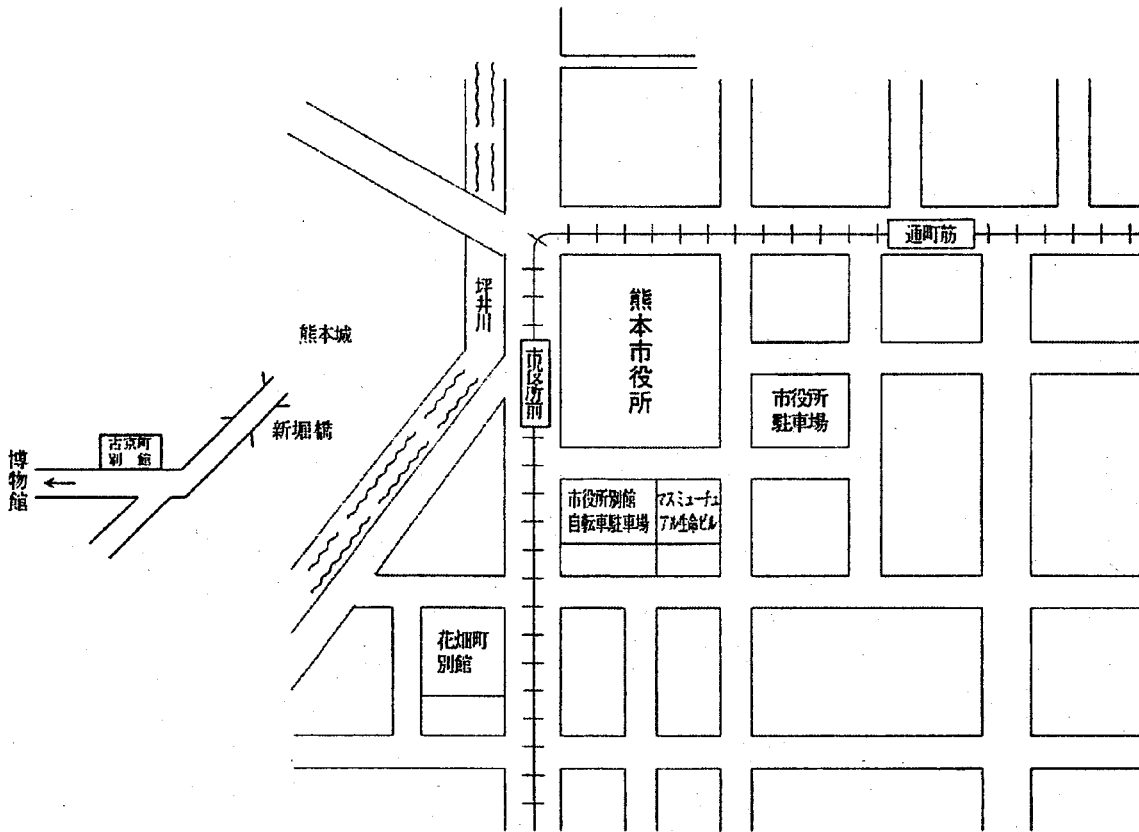 通町筋
坪井川
熊本市役所
熊本城
市役所前
市役所
駐車場
新堀橋
古京町
別館
博物館
市役所別館
自転車駐車場
マスミューチュ
アル生命ビル
花畑町
別館